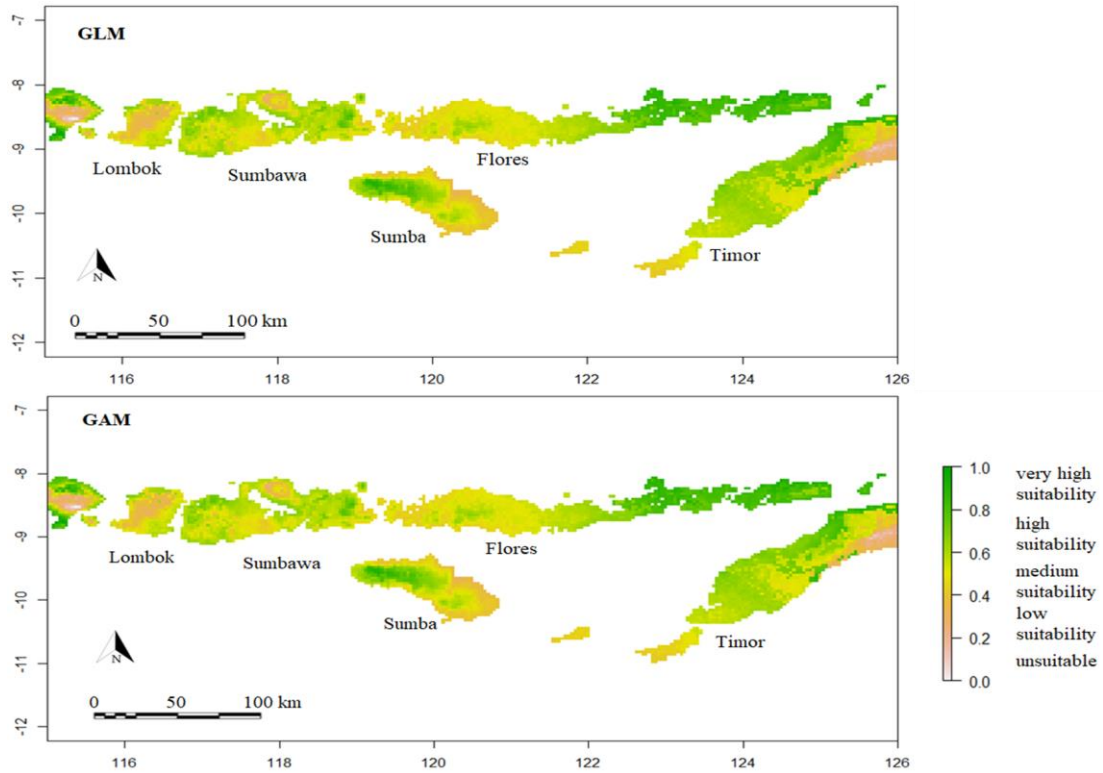 GLM
-7
-8
-9
-10
-11
-12
Lombok
Sumbawa
Flores
Sumba
Timor
N
0 50 100 km
116 118 120 122 124 126
GAM
-7
-8
-9
-10
-11
-12
Lombok
Sumbawa
Flores
Sumba
Timor
N
0 50 100 km
116 118 120 122 124 126
1.0
0.8
0.6
0.4
0.2
0.0
very high
suitability
high
suitability
medium
suitability
low
suitability
unsuitable